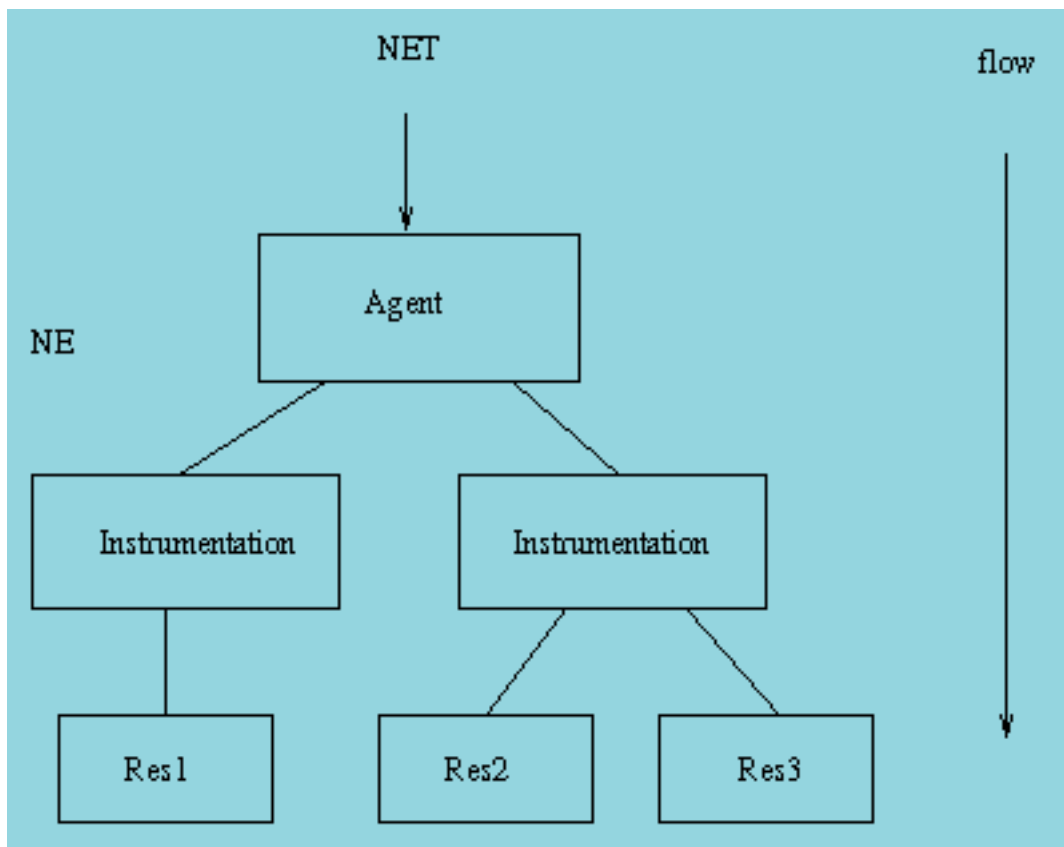 NET
flow
Agent
NE
Instrumentation
Instrumentation
Res1
Res2
Res3